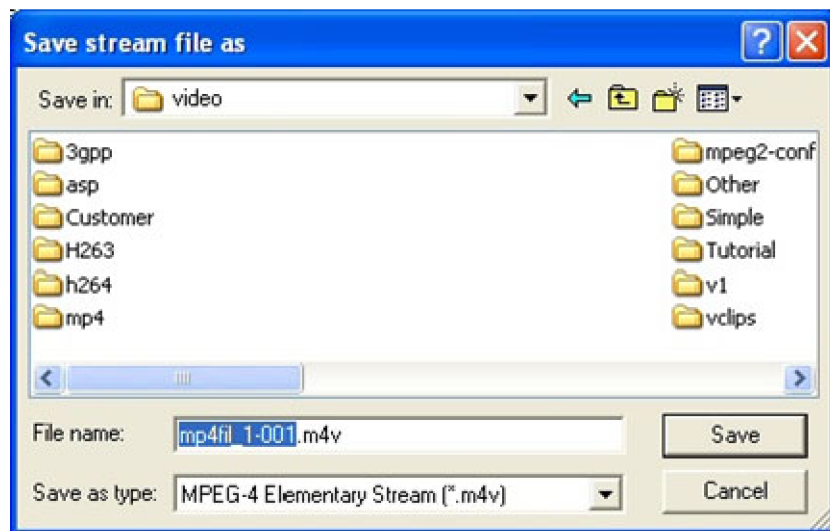 Save stream file as
Save in: video
3gpp
asp
Customer
H263
h264
mp4
mpeg2-conf
Other
Simple
Tutorial
v1
vclips
File name: mp4fil_1-001.m4v
Save
Save as type: MPEG-4 Elementary Stream (*.m4v)
Cancel